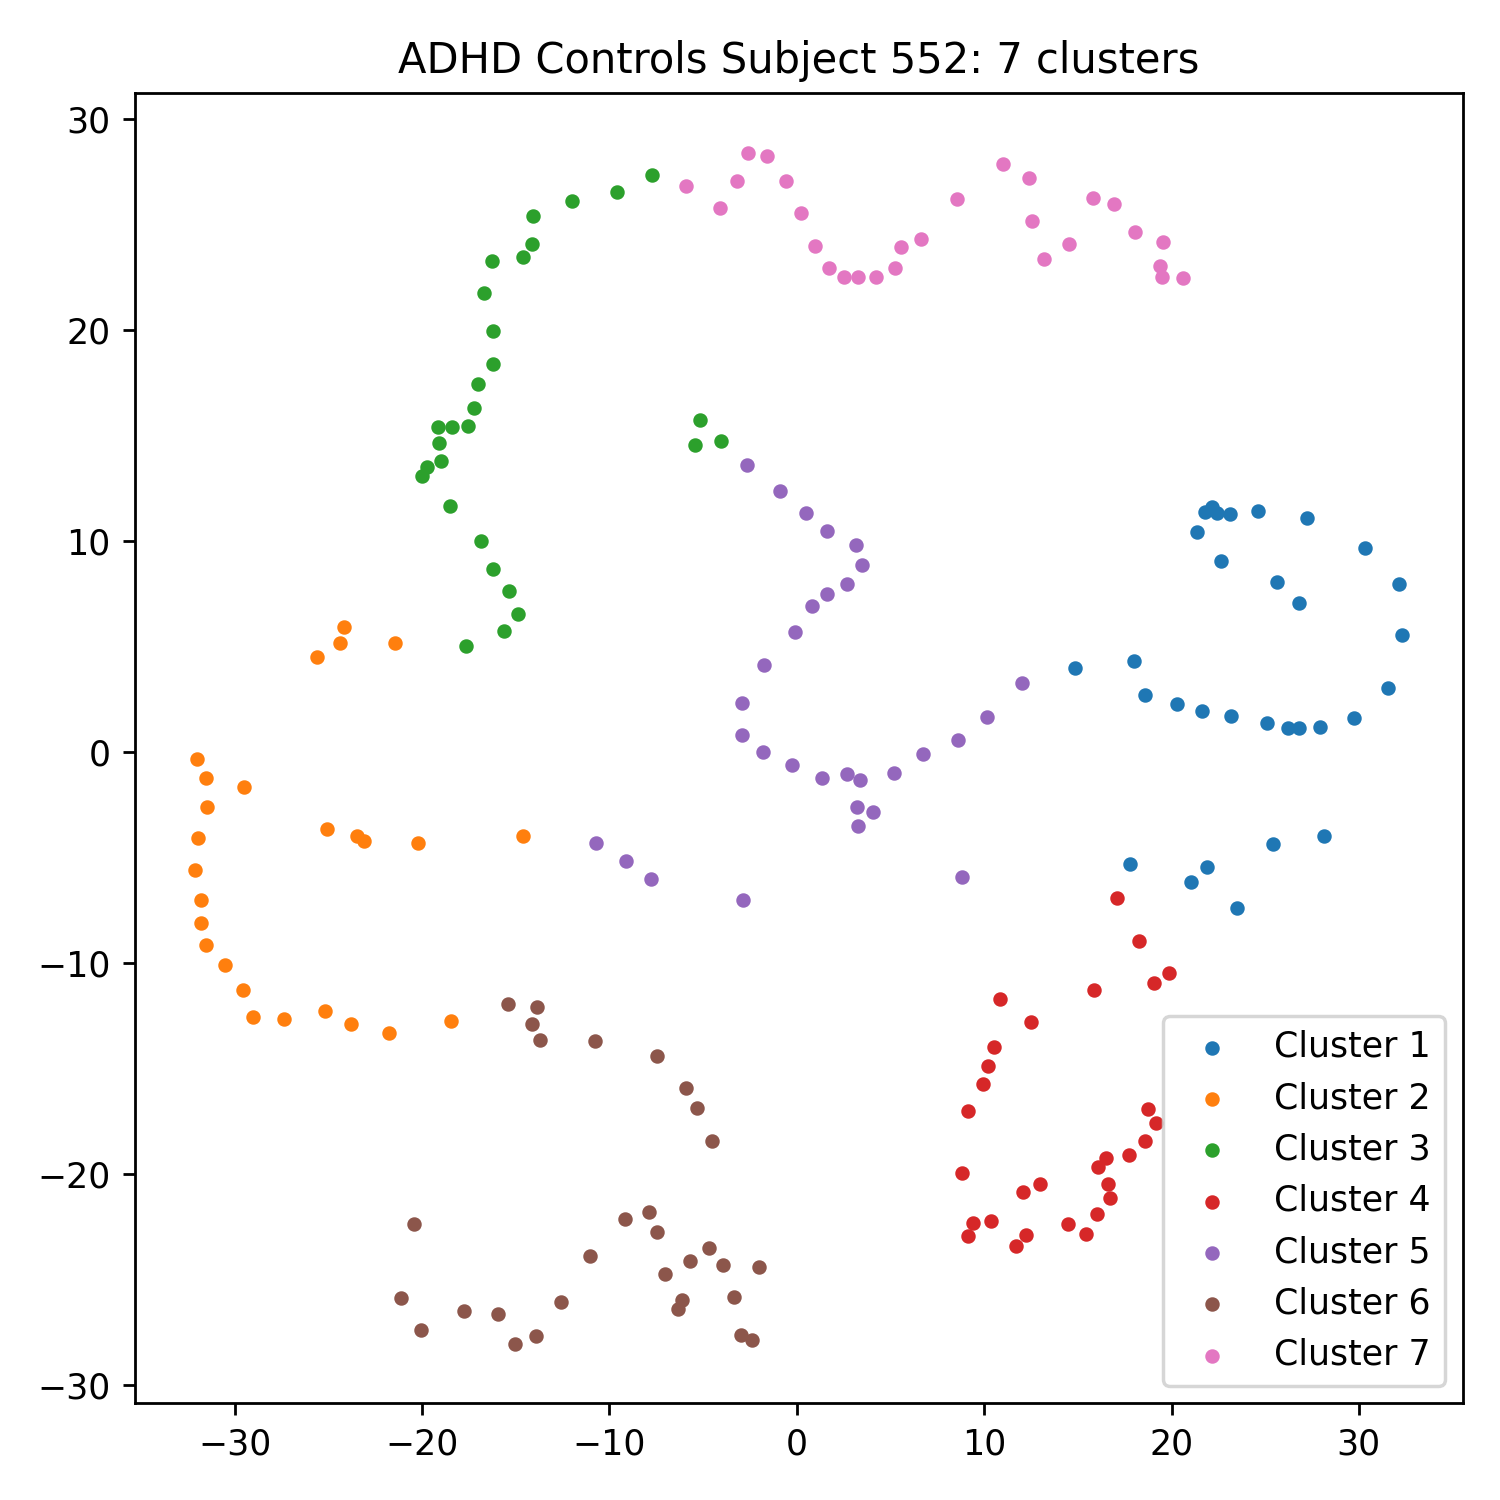 ADHD Controls Subject 552: 7 clusters
30
20
10
0
−10
−20
−30
−30 −20 −10 0 10 20 30
Cluster 1
Cluster 2
Cluster 3
Cluster 4
Cluster 5
Cluster 6
Cluster 7